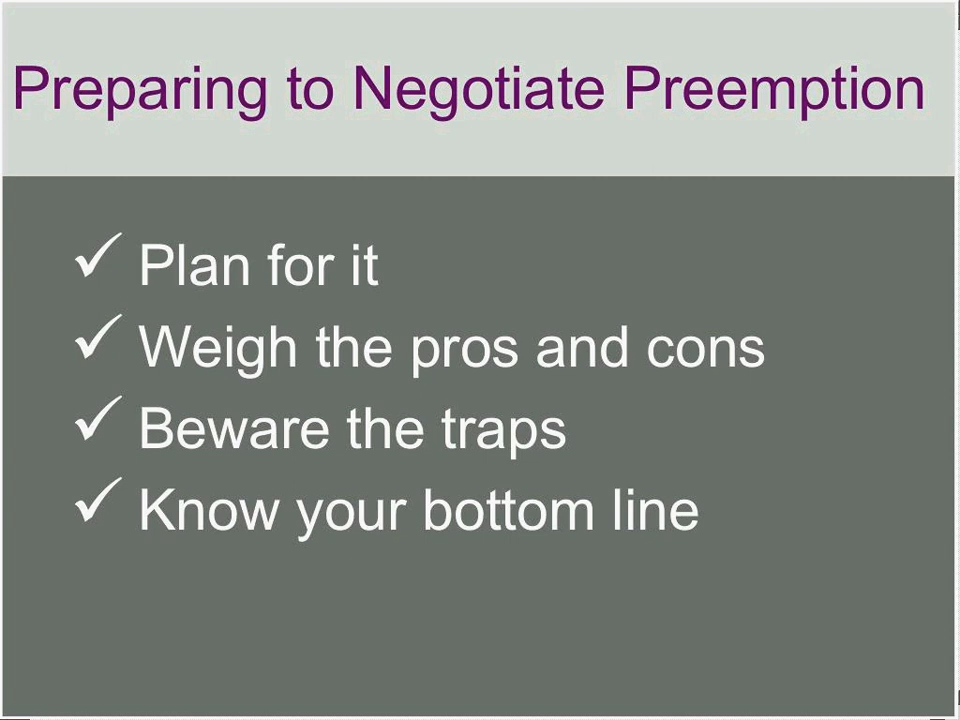 Preparing to Negotiate Preemption
✓ Plan for it
✓ Weigh the pros and cons
✓ Beware the traps
✓ Know your bottom line